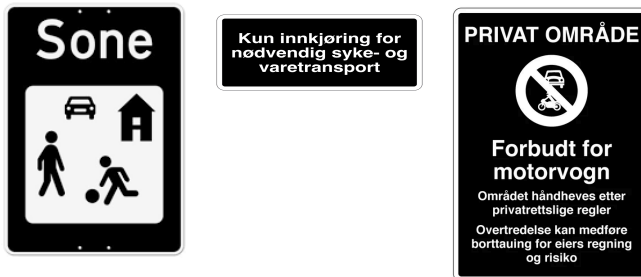 Sone
Kun innkjøring for
nødvendig syke- og
varetransport
PRIVAT OMRÅDE
Forbudt for
motorvogn
Området håndheves etter
privatrettslige regler
Overtredelse kan medføre
borttauing for eiers regning
og risiko